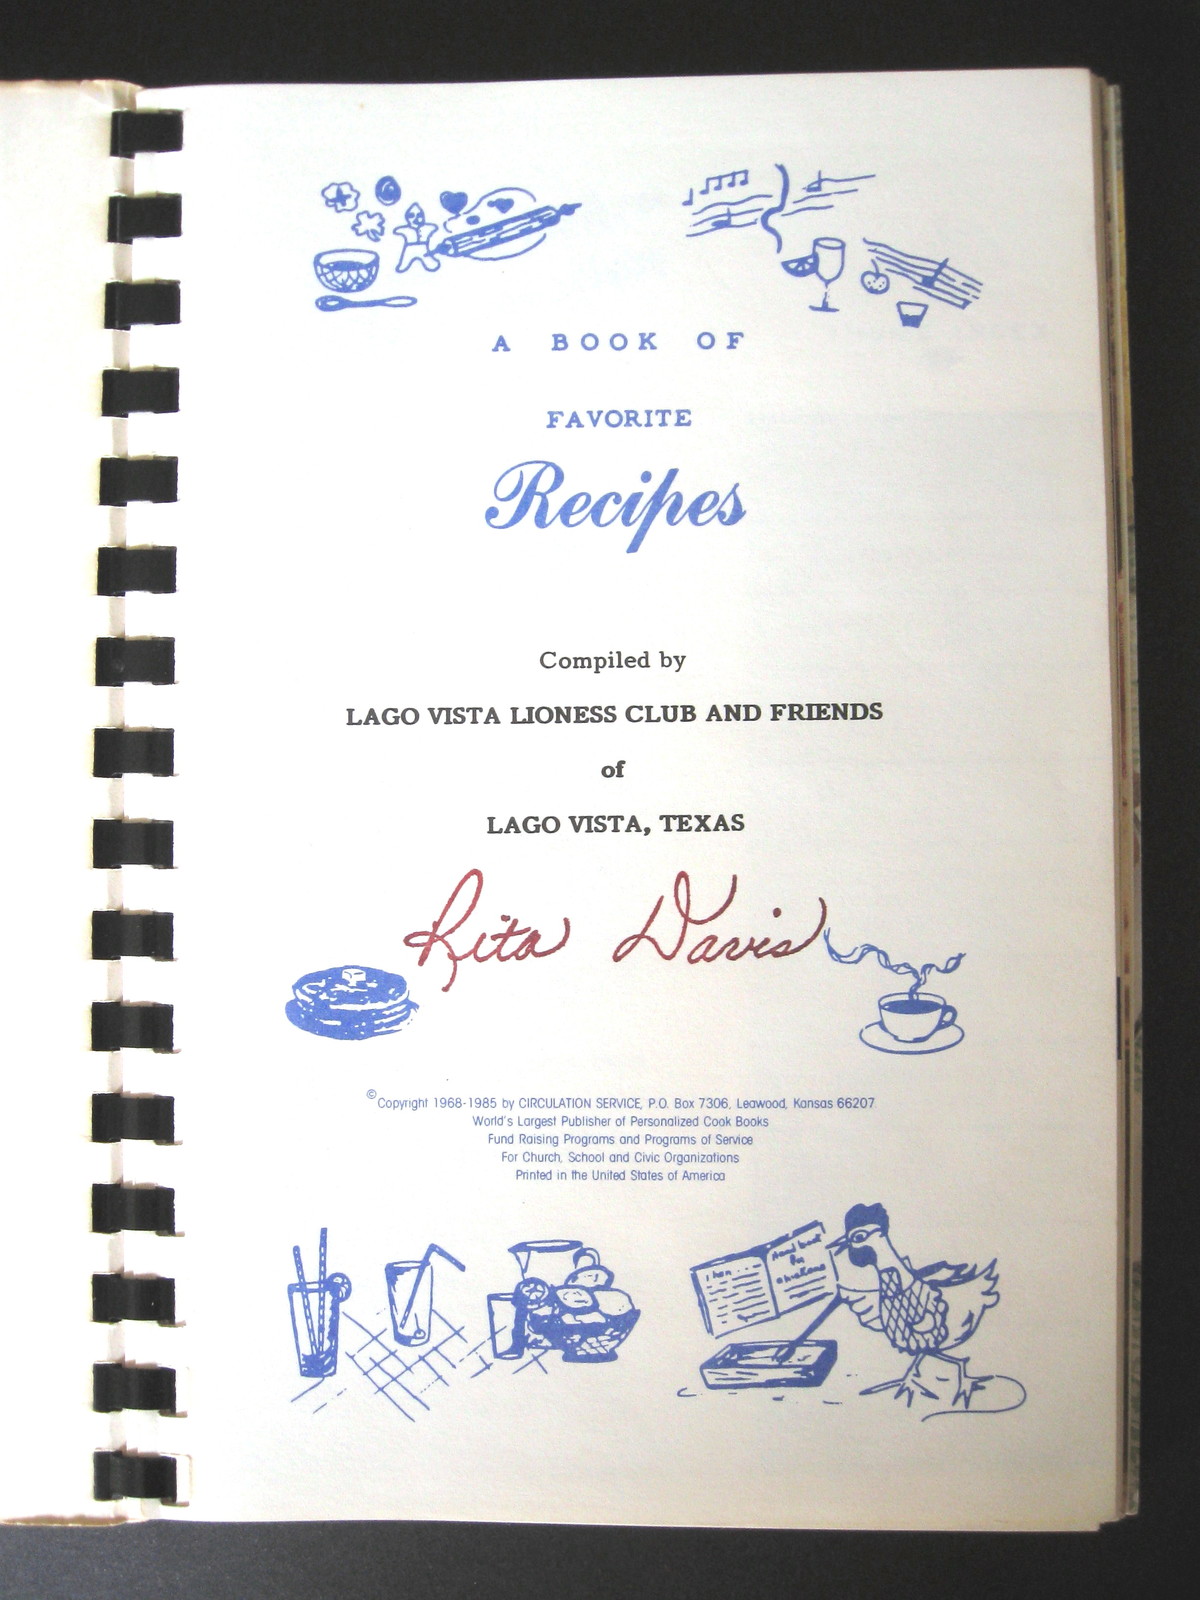 A BOOK OF
FAVORITE
Recipes
Compiled by
LAGO VISTA LIONESS CLUB AND FRIENDS
of
LAGO VISTA, TEXAS
Rita Davis
©Copyright 1968-1985 by CIRCULATION SERVICE, P.O. Box 7306, Leawood, Kansas 66207
World's Largest Publisher of Personalized Cook Books
Fund Raising Programs and Programs of Service
For Church, School and Civic Organizations
Printed in the United States of America